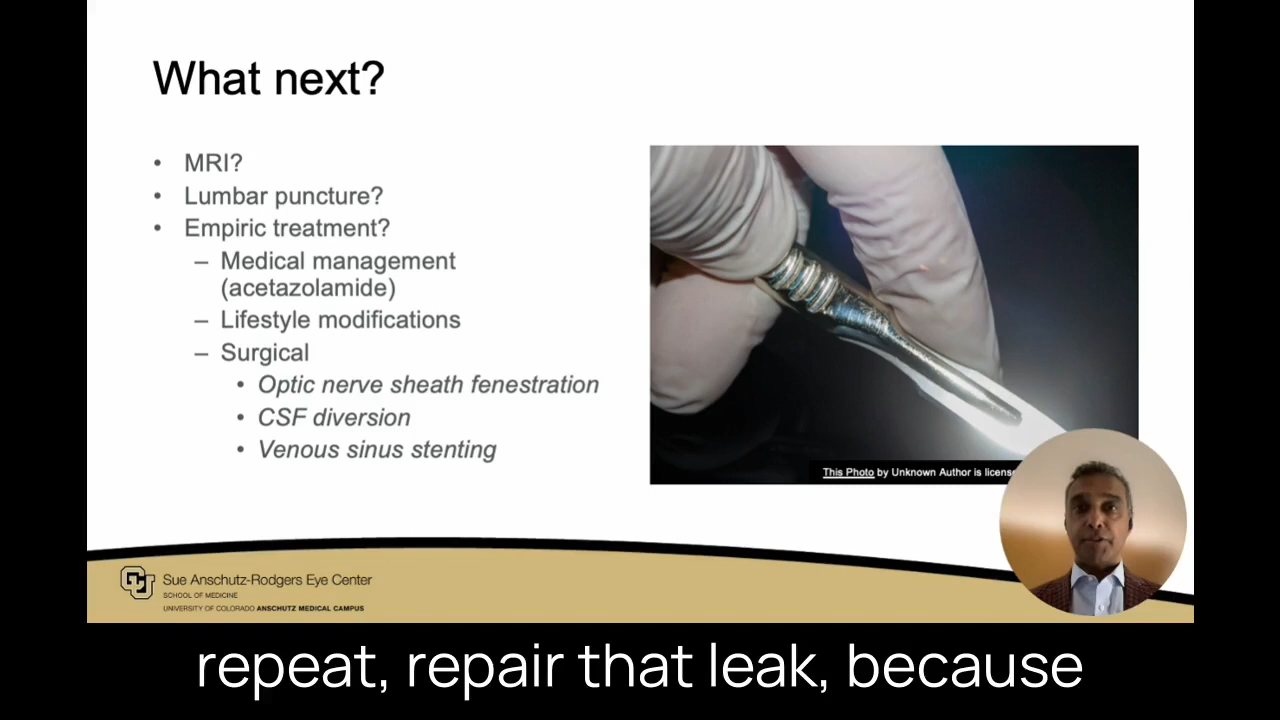 What next?
• MRI?
• Lumbar puncture?
• Empiric treatment?
– Medical management
(acetazolamide)
– Lifestyle modifications
– Surgical
• Optic nerve sheath fenestration
• CSF diversion
• Venous sinus stenting
This Photo by Unknown Author is
Sue Anschutz-Rodgers Eye Center
SCHOOL OF MEDICINE
UNIVERSITY OF COLORADO ANSCHUTZ MEDICAL CAMPUS
repeat, repair that leak, because